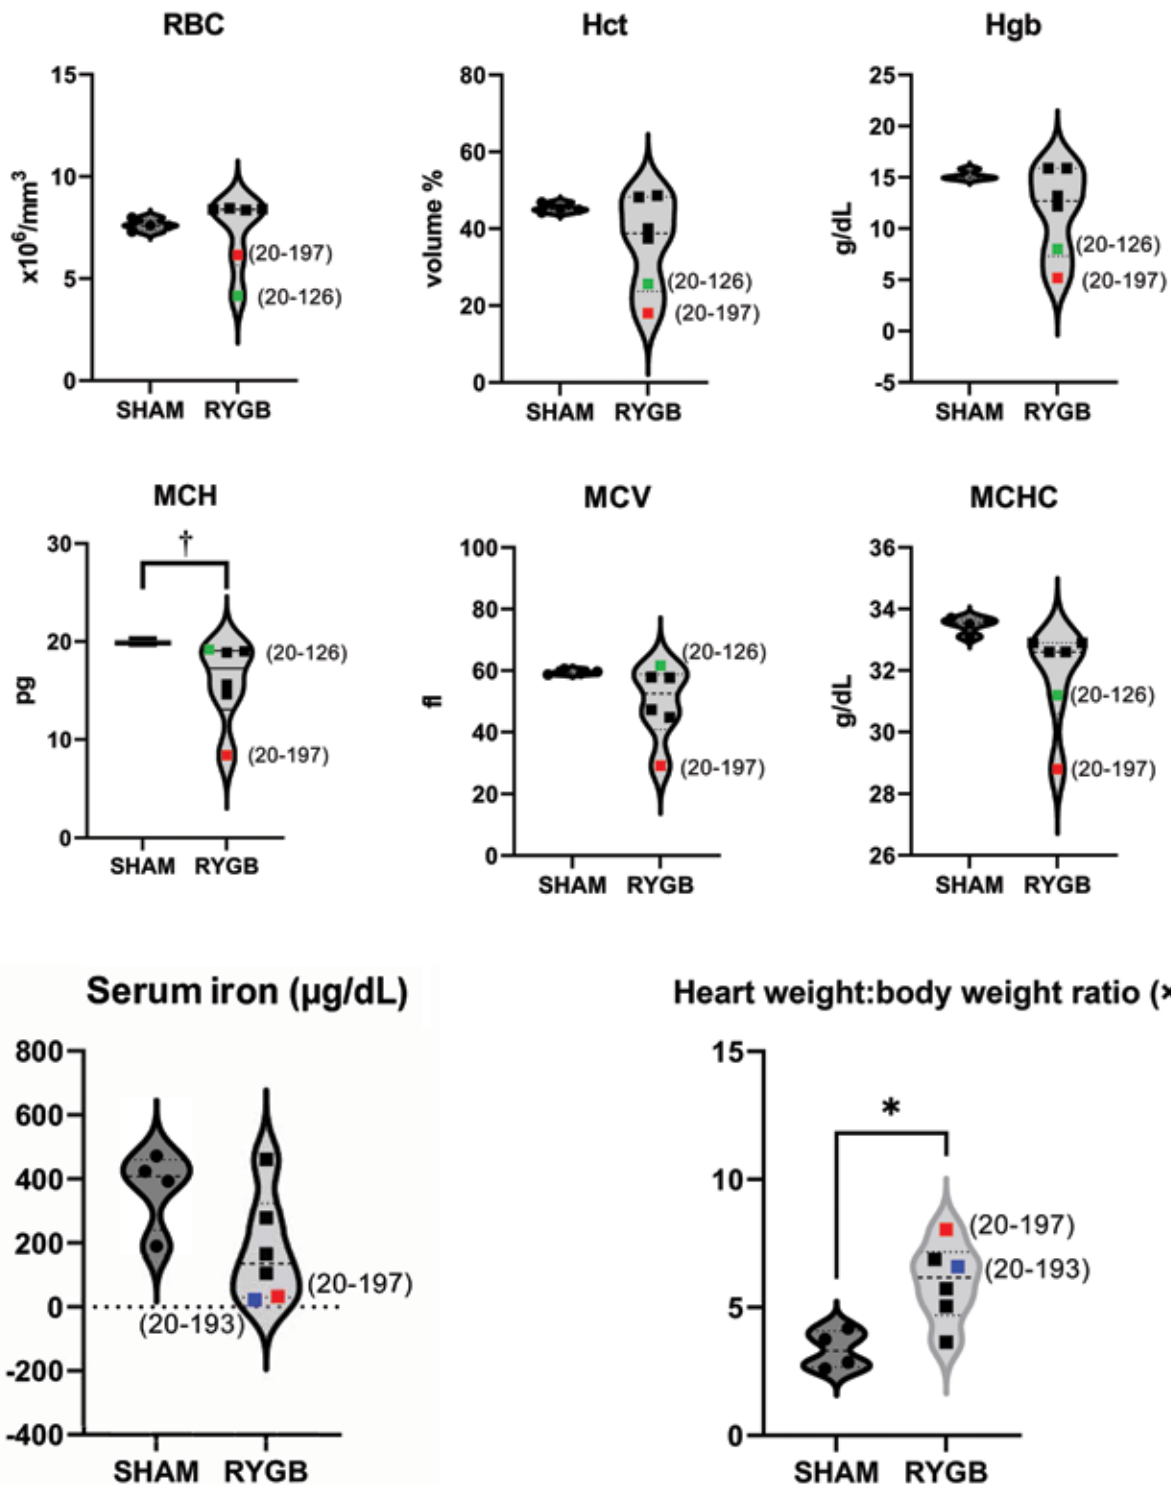 RBC
Hct
Hgb
15
10
5
0
x10⁶/mm³
(20-197)
(20-126)
SHAM RYGB
80
60
40
20
0
volume %
(20-126)
(20-197)
SHAM RYGB
25
20
15
10
5
0
-5
g/dL
(20-126)
(20-197)
SHAM RYGB
MCH
MCV
MCHC
30
20
10
0
pg
†
(20-126)
(20-197)
SHAM RYGB
100
80
60
40
20
0
fl
(20-126)
(20-197)
SHAM RYGB
36
34
32
30
28
26
g/dL
(20-126)
(20-197)
SHAM RYGB
Serum iron (µg/dL)
800
600
400
200
0
-200
-400
(20-197)
(20-193)
SHAM RYGB
Heart weight:body weight ratio (
15
10
5
0
*
(20-197)
(20-193)
SHAM RYGB